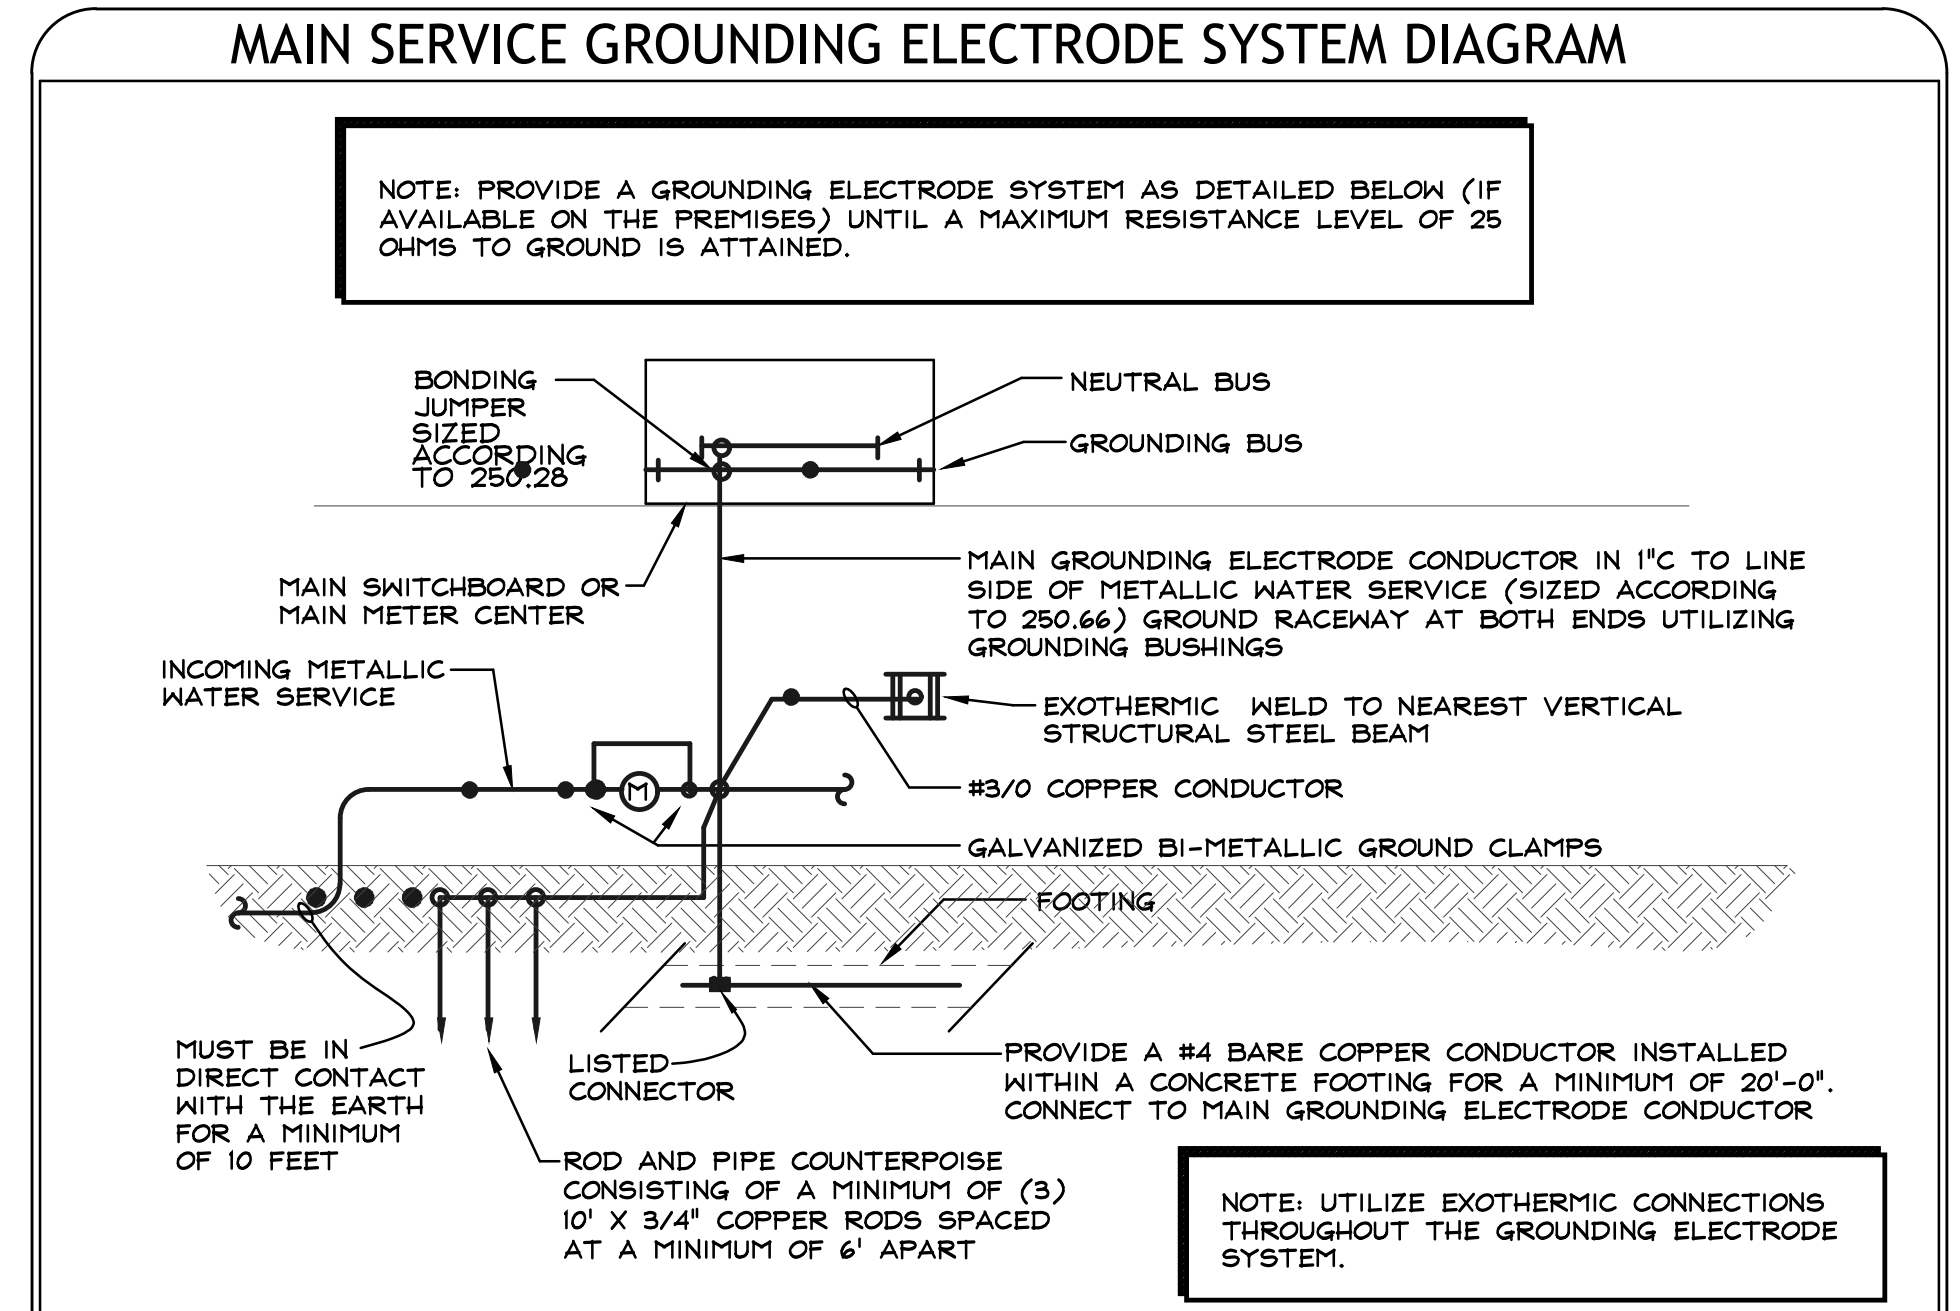 MAIN SERVICE GROUNDING ELECTRODE SYSTEM DIAGRAM
NOTE: PROVIDE A GROUNDING ELECTRODE SYSTEM AS DETAILED BELOW (IF
AVAILABLE ON THE PREMISES) UNTIL A MAXIMUM RESISTANCE LEVEL OF 25
OHMS TO GROUND IS ATTAINED.
BONDING
JUMPER
SIZED
ACCORDING
TO 250.28
NEUTRAL BUS
GROUNDING BUS
MAIN SWITCHBOARD OR
MAIN METER CENTER
MAIN GROUNDING ELECTRODE CONDUCTOR IN 1"C TO LINE
SIDE OF METALLIC WATER SERVICE (SIZED ACCORDING
TO 250.66) GROUND RACEWAY AT BOTH ENDS UTILIZING
GROUNDING BUSHINGS
INCOMING METALLIC
WATER SERVICE
EXOTHERMIC WELD TO NEAREST VERTICAL
STRUCTURAL STEEL BEAM
M
#3/0 COPPER CONDUCTOR
GALVANIZED BI-METALLIC GROUND CLAMPS
FOOTING
MUST BE IN
DIRECT CONTACT
WITH THE EARTH
FOR A MINIMUM
OF 10 FEET
LISTED
CONNECTOR
PROVIDE A #4 BARE COPPER CONDUCTOR INSTALLED
WITHIN A CONCRETE FOOTING FOR A MINIMUM OF 20'-0".
CONNECT TO MAIN GROUNDING ELECTRODE CONDUCTOR
ROD AND PIPE COUNTERPOISE
CONSISTING OF A MINIMUM OF (3)
10' X 3/4" COPPER RODS SPACED
AT A MINIMUM OF 6' APART
NOTE: UTILIZE EXOTHERMIC CONNECTIONS
THROUGHOUT THE GROUNDING ELECTRODE
SYSTEM.